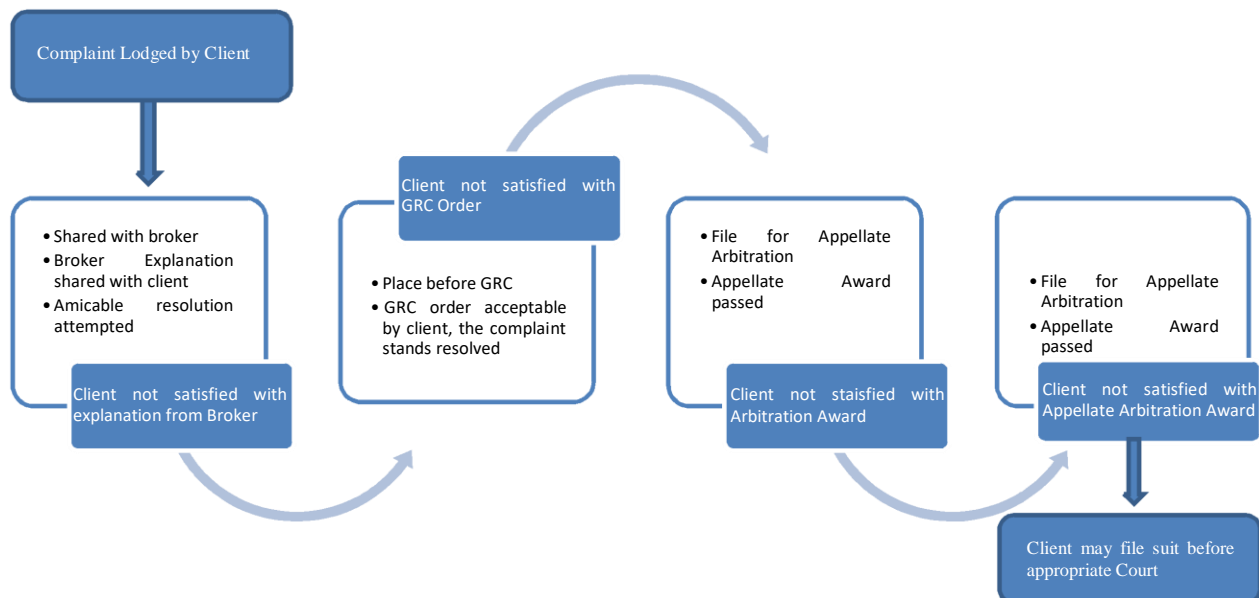 Complaint Lodged by Client
• Shared with broker
• Broker Explanation
shared with client
• Amicable resolution
attempted
Client not satisfied with
explanation from Broker
Client not satisfied with
GRC Order
• Place before GRC
• GRC order acceptable
by client, the complaint
stands resolved
• File for Appellate
Arbitration
• Appellate Award
passed
Client not staisfied with
Arbitration Award
• File for Appellate
Arbitration
• Appellate Award
passed
Client not satisfied with
Appellate Arbitration Award
Client may file suit before
appropriate Court